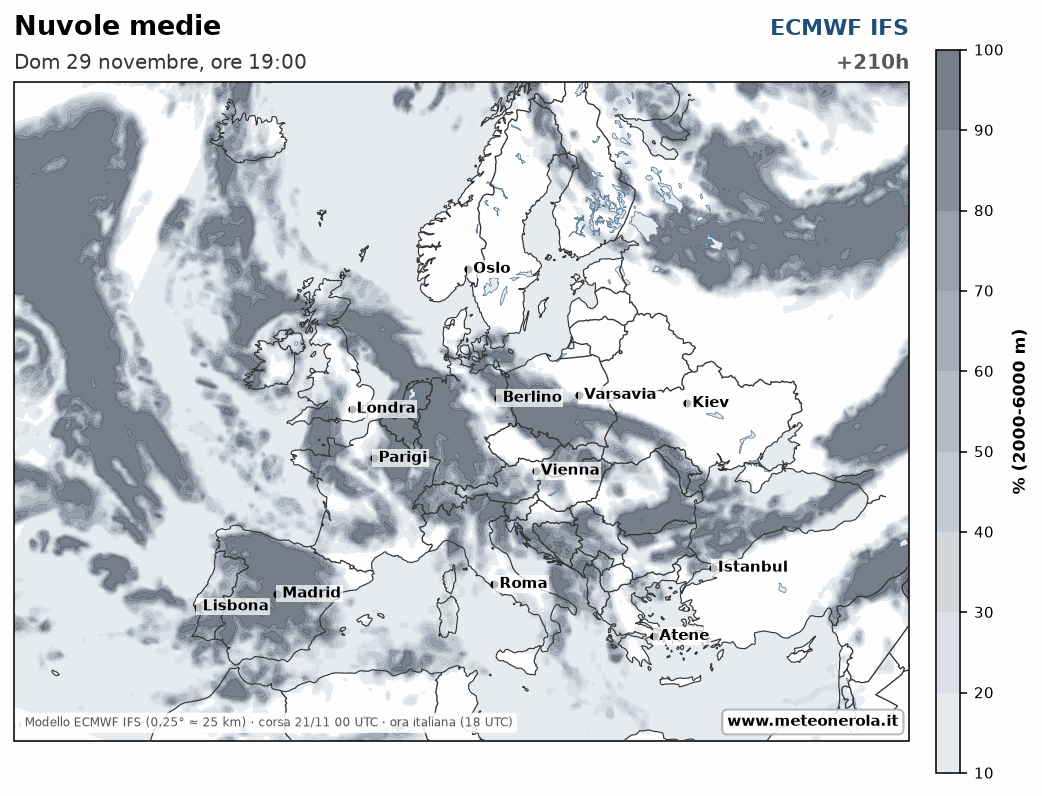 Nuvole medie
ECMWF IFS
Dom 29 novembre, ore 19:00
+210h
100
90
80
70
60
50
40
30
20
10
% (2000-6000 m)
Oslo
Berlino
Varsavia
Kiev
Londra
Parigi
Vienna
Istanbul
Roma
Madrid
Lisbona
Atene
Modello ECMWF IFS (0,25° ≈ 25 km) · corsa 21/11 00 UTC · ora italiana (18 UTC)
www.meteonerola.it